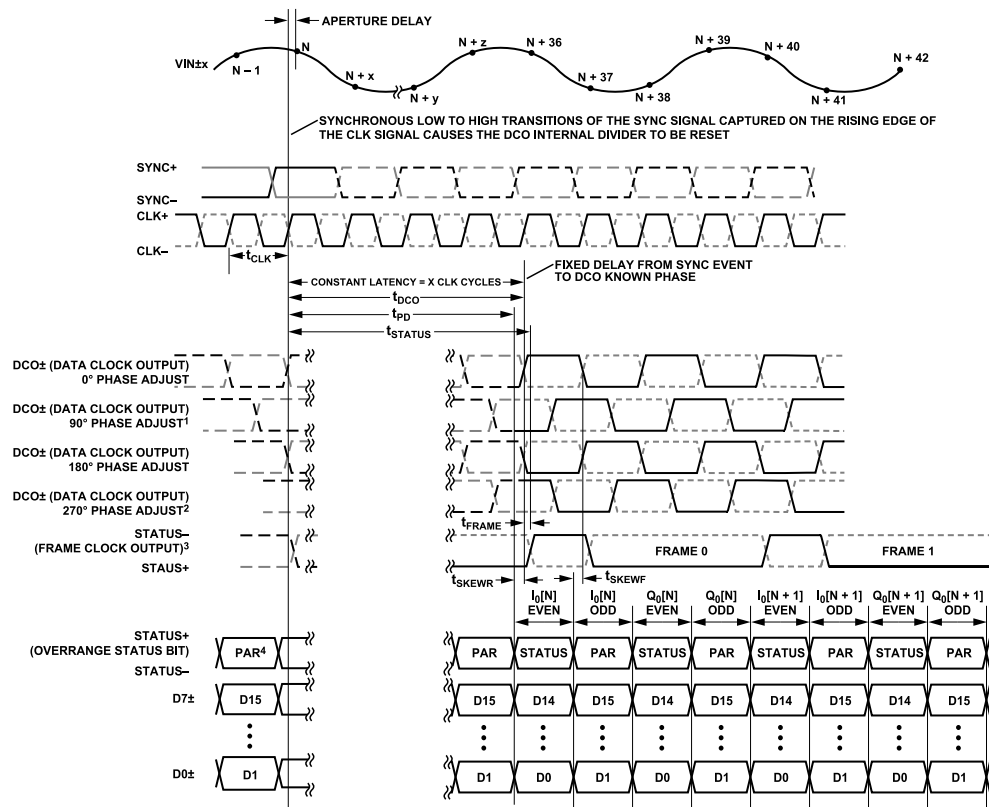 APERTURE DELAY
VIN±x
N – 1
N
N + x
N + y
N + z
N + 36
N + 37
N + 38
N + 39
N + 40
N + 41
N + 42
SYNCHRONOUS LOW TO HIGH TRANSITIONS OF THE SYNC SIGNAL CAPTURED ON THE RISING EDGE OF
THE CLK SIGNAL CAUSES THE DCO INTERNAL DIVIDER TO BE RESET
SYNC+
SYNC–
CLK+
CLK–
tCLK
FIXED DELAY FROM SYNC EVENT
TO DCO KNOWN PHASE
CONSTANT LATENCY = X CLK CYCLES
tDCO
tPD
tSTATUS
DCO± (DATA CLOCK OUTPUT)
0° PHASE ADJUST
DCO± (DATA CLOCK OUTPUT)
90° PHASE ADJUST1
DCO± (DATA CLOCK OUTPUT)
180° PHASE ADJUST
DCO± (DATA CLOCK OUTPUT)
270° PHASE ADJUST2
tFRAME
STATUS–
(FRAME CLOCK OUTPUT)3
STAUS+
FRAME 0
FRAME 1
tSKEWR
tSKEWF
I0[N] I0[N] Q0[N] Q0[N] I0[N + 1] I0[N + 1] Q0[N + 1] Q0[N + 1]
EVEN ODD EVEN ODD EVEN ODD EVEN ODD
STATUS+
(OVERRANGE STATUS BIT)
STATUS–
PAR4 PAR STATUS PAR STATUS PAR STATUS PAR STATUS PAR
D7± D15 D15 D14 D15 D14 D15 D14 D15 D14 D15
D0± D1 D1 D0 D1 D0 D1 D0 D1 D0 D1